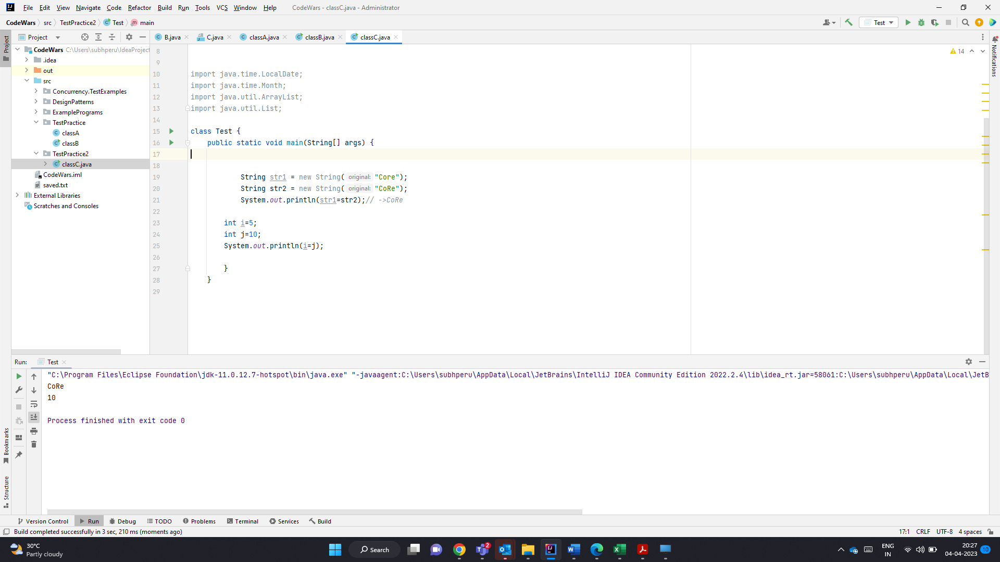 File Edit View Navigate Code Refactor Build Run Tools VCS Window Help CodeWars - classC.java - Administrator
CodeWars src TestPractice2 Test main Test
Project B.java C.java classA.java classB.java classC.java
Project
CodeWars C:\Users\subhperu\IdeaProject
.idea
out
src
Concurrency.TestExamples
DesignPatterns
ExamplePrograms
TestPractice
classA
classB
TestPractice2
classC.java
CodeWars.iml
saved.txt
External Libraries
Scratches and Consoles
14
Notifications
8
9
10 import java.time.LocalDate;
11 import java.time.Month;
12 import java.util.ArrayList;
13 import java.util.List;
14
15 class Test {
16 public static void main(String[] args) {
17
18
19 String str1 = new String( original: "Core");
20 String str2 = new String( original: "CoRe");
21 System.out.println(str1=str2);// ->CoRe
22
23 int i=5;
24 int j=10;
25 System.out.println(i=j);
26
27 }
28 }
29
Run: Test
"C:\Program Files\Eclipse Foundation\jdk-11.0.12.7-hotspot\bin\java.exe" "-javaagent:C:\Users\subhperu\AppData\Local\JetBrains\IntelliJ IDEA Community Edition 2022.2.4\lib\idea_rt.jar=58061:C:\Users\subhperu\AppData\Local\JetB
CoRe
10
Process finished with exit code 0
Bookmarks
Structure
Version Control Run Debug TODO Problems Terminal Services Build
Build completed successfully in 3 sec, 210 ms (moments ago) 17:1 CRLF UTF-8 4 spaces
30°C
Partly cloudy
Search
2
ENG
IN
20:27
04-04-2023
10